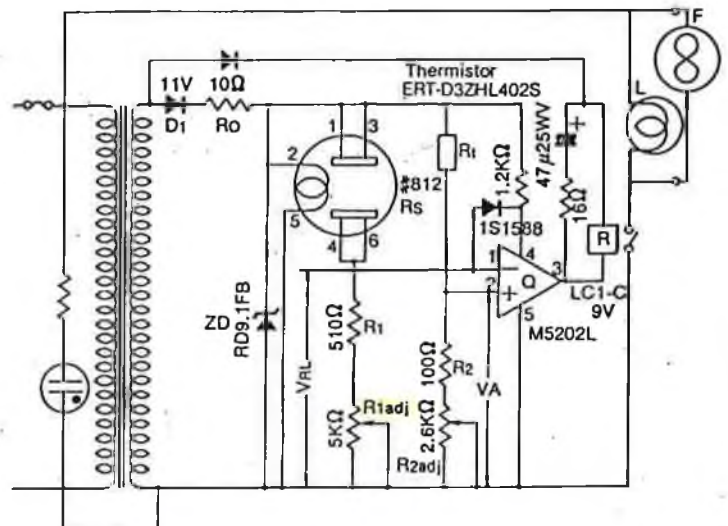 F
L
Thermistor
ERT-D3ZHL402S
11V
10Ω
D1
Ro
1
3
2
5
4
6
#812
Rs
Rt
1.2KΩ
1S1588
47μ25WV
+
16Ω
R
LC1-C
9V
1
2
3
4
5
−
+
Q
M5202L
ZD
RD9.1FB
VRL
510Ω
R1
5KΩ
R1adj
100Ω
R2
2.6KΩ
R2adj
VA